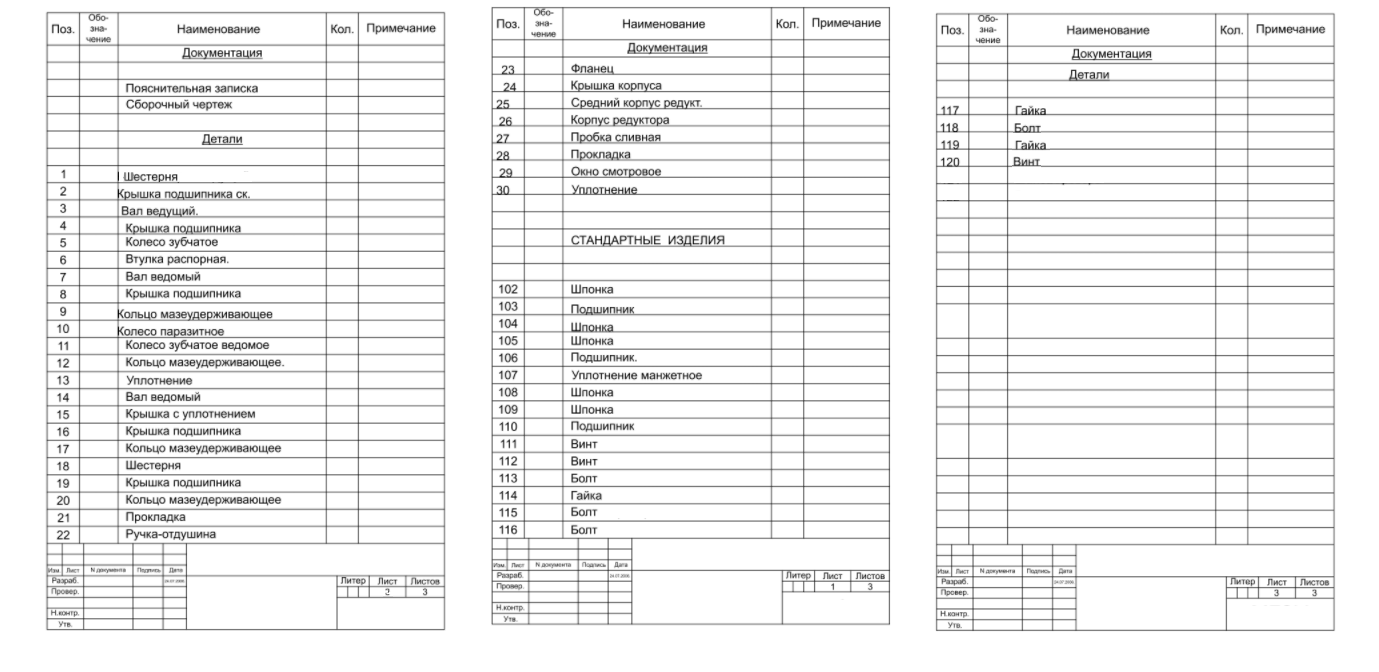 Поз. Обо-зна-чение Наименование Кол. Примечание
Документация
Пояснительная записка
Сборочный чертеж
Детали
1 Шестерня
2 Крышка подшипника ск.
3 Вал ведущий.
4 Крышка подшипника
5 Колесо зубчатое
6 Втулка распорная.
7 Вал ведомый
8 Крышка подшипника
9 Кольцо мазеудерживающее
10 Колесо паразитное
11 Колесо зубчатое ведомое
12 Кольцо мазеудерживающее.
13 Уплотнение
14 Вал ведомый
15 Крышка с уплотнением
16 Крышка подшипника
17 Кольцо мазеудерживающее
18 Шестерня
19 Крышка подшипника
20 Кольцо мазеудерживающее
21 Прокладка
22 Ручка-отдушина
Изм. Лист N документа Подпись Дата
Разраб. Литер Лист Листов
Провер. 2 3
Н.контр.
Утв.
Поз. Обо-зна-чение Наименование Кол. Примечание
Документация
23 Фланец
24 Крышка корпуса
25 Средний корпус редукт.
26 Корпус редуктора
27 Пробка сливная
28 Прокладка
29 Окно смотровое
30 Уплотнение
СТАНДАРТНЫЕ ИЗДЕЛИЯ
102 Шпонка
103 Подшипник
104 Шпонка
105 Шпонка
106 Подшипник.
107 Уплотнение манжетное
108 Шпонка
109 Шпонка
110 Подшипник
111 Винт
112 Винт
113 Болт
114 Гайка
115 Болт
116 Болт
Изм. Лист N документа Подпись Дата
Разраб. Литер Лист Листов
Провер. 1 3
Н.контр.
Утв.
Поз. Обо-зна-чение Наименование Кол. Примечание
Документация
Детали
117 Гайка
118 Болт
119 Гайка
120 Винт
Изм. Лист N документа Подпись Дата
Разраб. Литер Лист Листов
Провер. 3 3
Н.контр.
Утв.